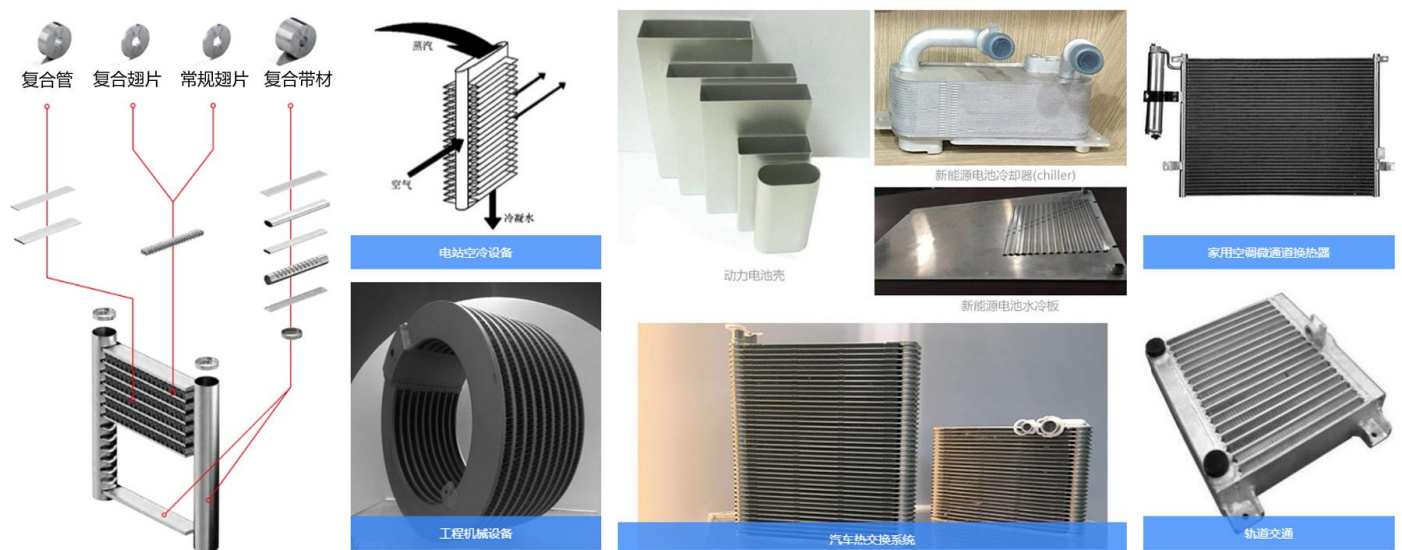 复合管
复合翅片
常规翅片
复合带材
蒸汽
空气
冷凝水
电站空冷设备
动力电池壳
新能源电池冷却器(chiller)
新能源电池水冷板
家用空调微通道换热器
工程机械设备
汽车热交换系统
轨道交通